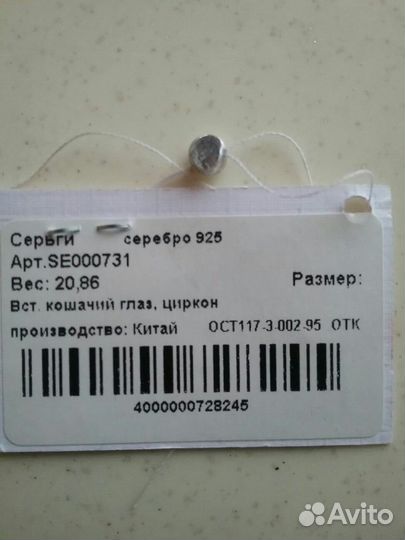 Серьги серебро 925
Арт.SE000731
Вес: 20,86 Размер:
Вст. кошачий глаз, циркон
производство: Китай ОСТ117-3-002-95 ОТК
4000000728245
Avito